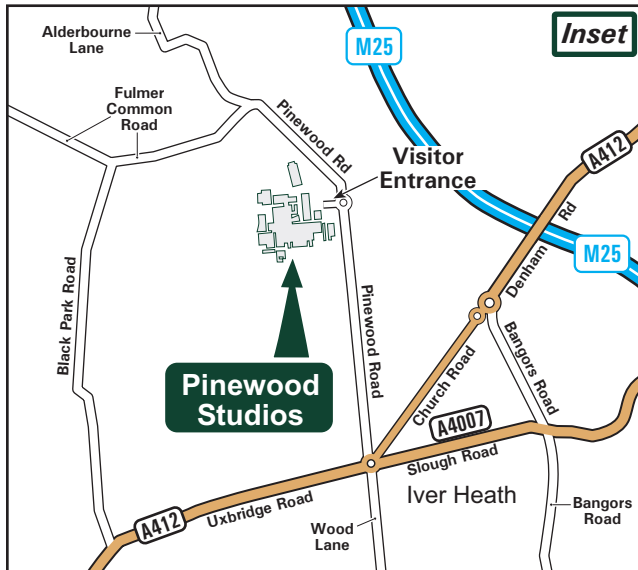 Alderbourne
Lane
M25
Inset
Fulmer
Common
Road
Pinewood Rd
Visitor
Entrance
A412
Denham Rd
M25
Black Park Road
Pinewood Road
Church Road
Bangors Road
Pinewood
Studios
A4007
Slough Road
A412
Uxbridge Road
Iver Heath
Wood
Lane
Bangors
Road